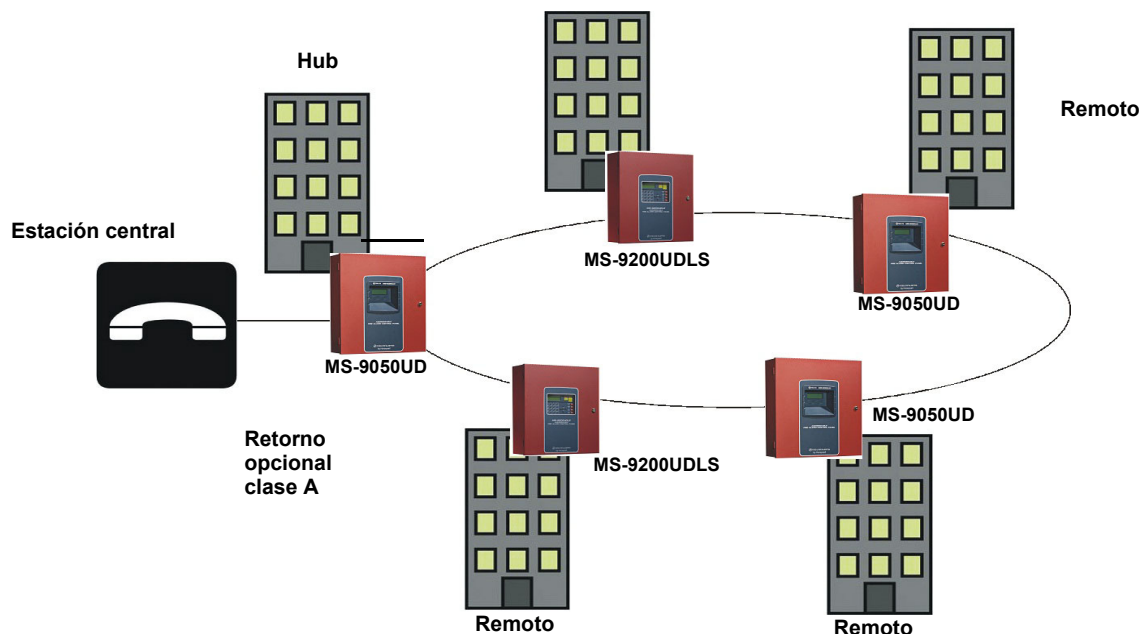 Hub
Remoto
Estación central
MS-9200UDLS
MS-9050UD
MS-9050UD
MS-9050UD
Retorno
opcional
clase A
MS-9200UDLS
Remoto
Remoto